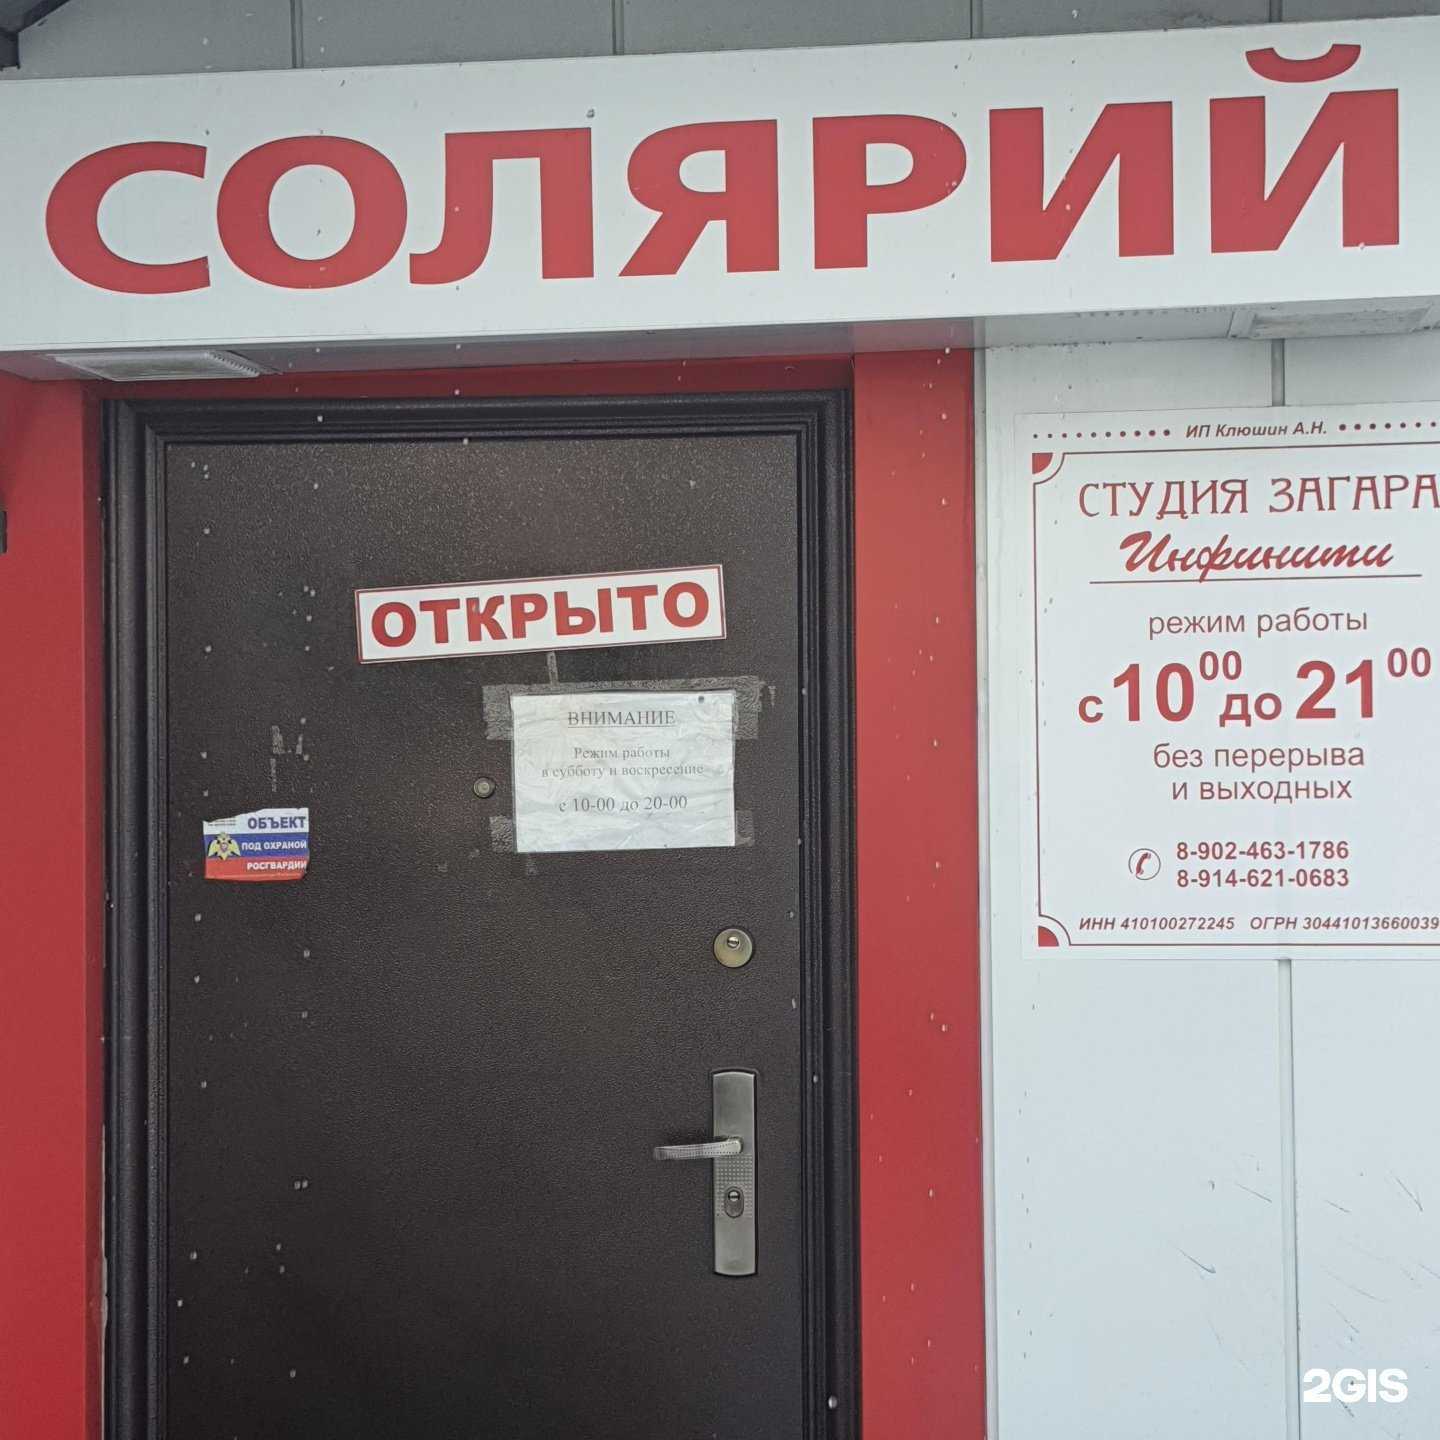 СОЛЯРИЙ
ИП Клюшин А.Н.
СТУДИЯ ЗАГАРА
Инфинити
режим работы
с 10 00 до 21 00
без перерыва
и выходных
8-902-463-1786
8-914-621-0683
ИНН 410100272245 ОГРН 30441013660039
ОТКРЫТО
ВНИМАНИЕ
Режим работы
в субботу и воскресение
с 10-00 до 20-00
ОБЪЕКТ
ПОД ОХРАНОЙ
РОСГВАРДИИ
2GIS